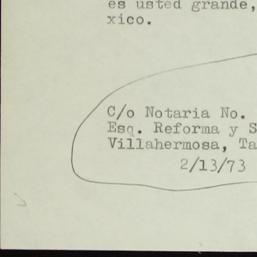 es usted grande,
xico.
C/o Notaria No.
Esq. Reforma y S
Villahermosa, Ta
2/13/73